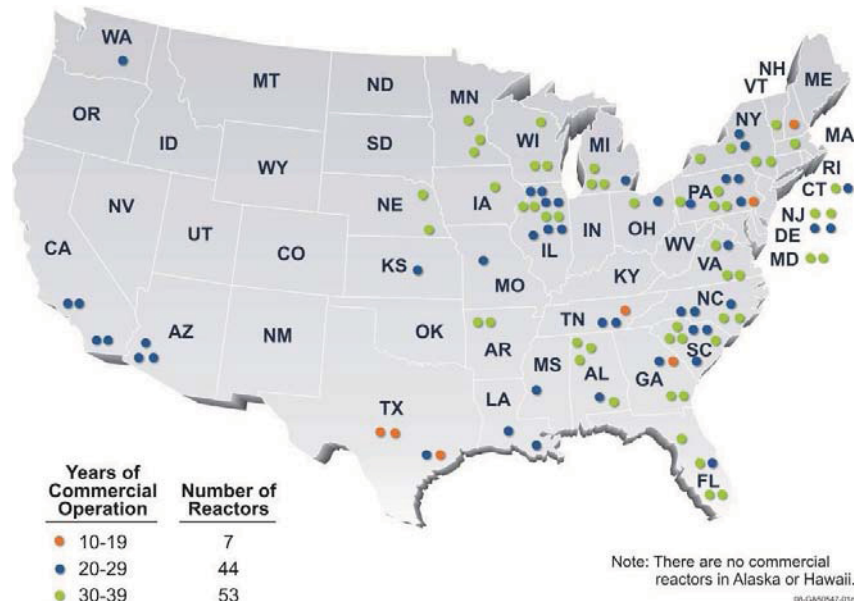 WA
MT
ND
MN
OR
ID
SD
WI
MI
NY
VT
NH
ME
MA
RI
CT
NJ
DE
MD
WY
NE
IA
PA
NV
UT
CO
KS
MO
IL
IN
OH
WV
VA
KY
CA
AZ
NM
OK
AR
TN
NC
SC
MS
AL
GA
TX
LA
FL
Years of
Commercial
Operation
Number of
Reactors
10-19 7
20-29 44
30-39 53
Note: There are no commercial
reactors in Alaska or Hawaii.